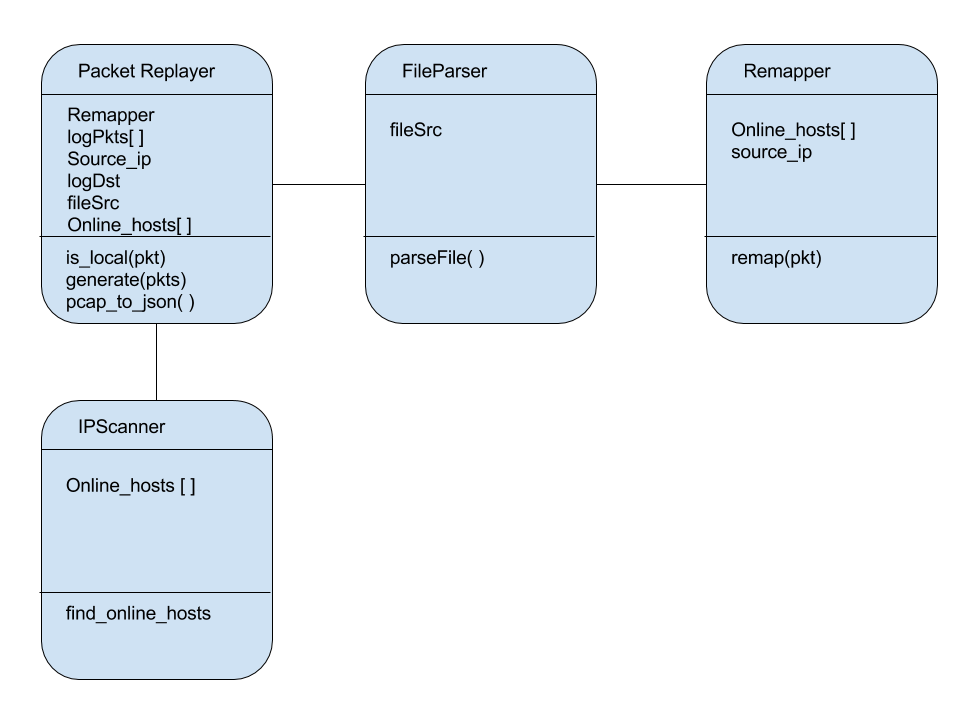 Packet Replayer
Remapper
logPkts[ ]
Source_ip
logDst
fileSrc
Online_hosts[ ]
is_local(pkt)
generate(pkts)
pcap_to_json( )
FileParser
fileSrc
parseFile( )
Remapper
Online_hosts[ ]
source_ip
remap(pkt)
IPScanner
Online_hosts [ ]
find_online_hosts